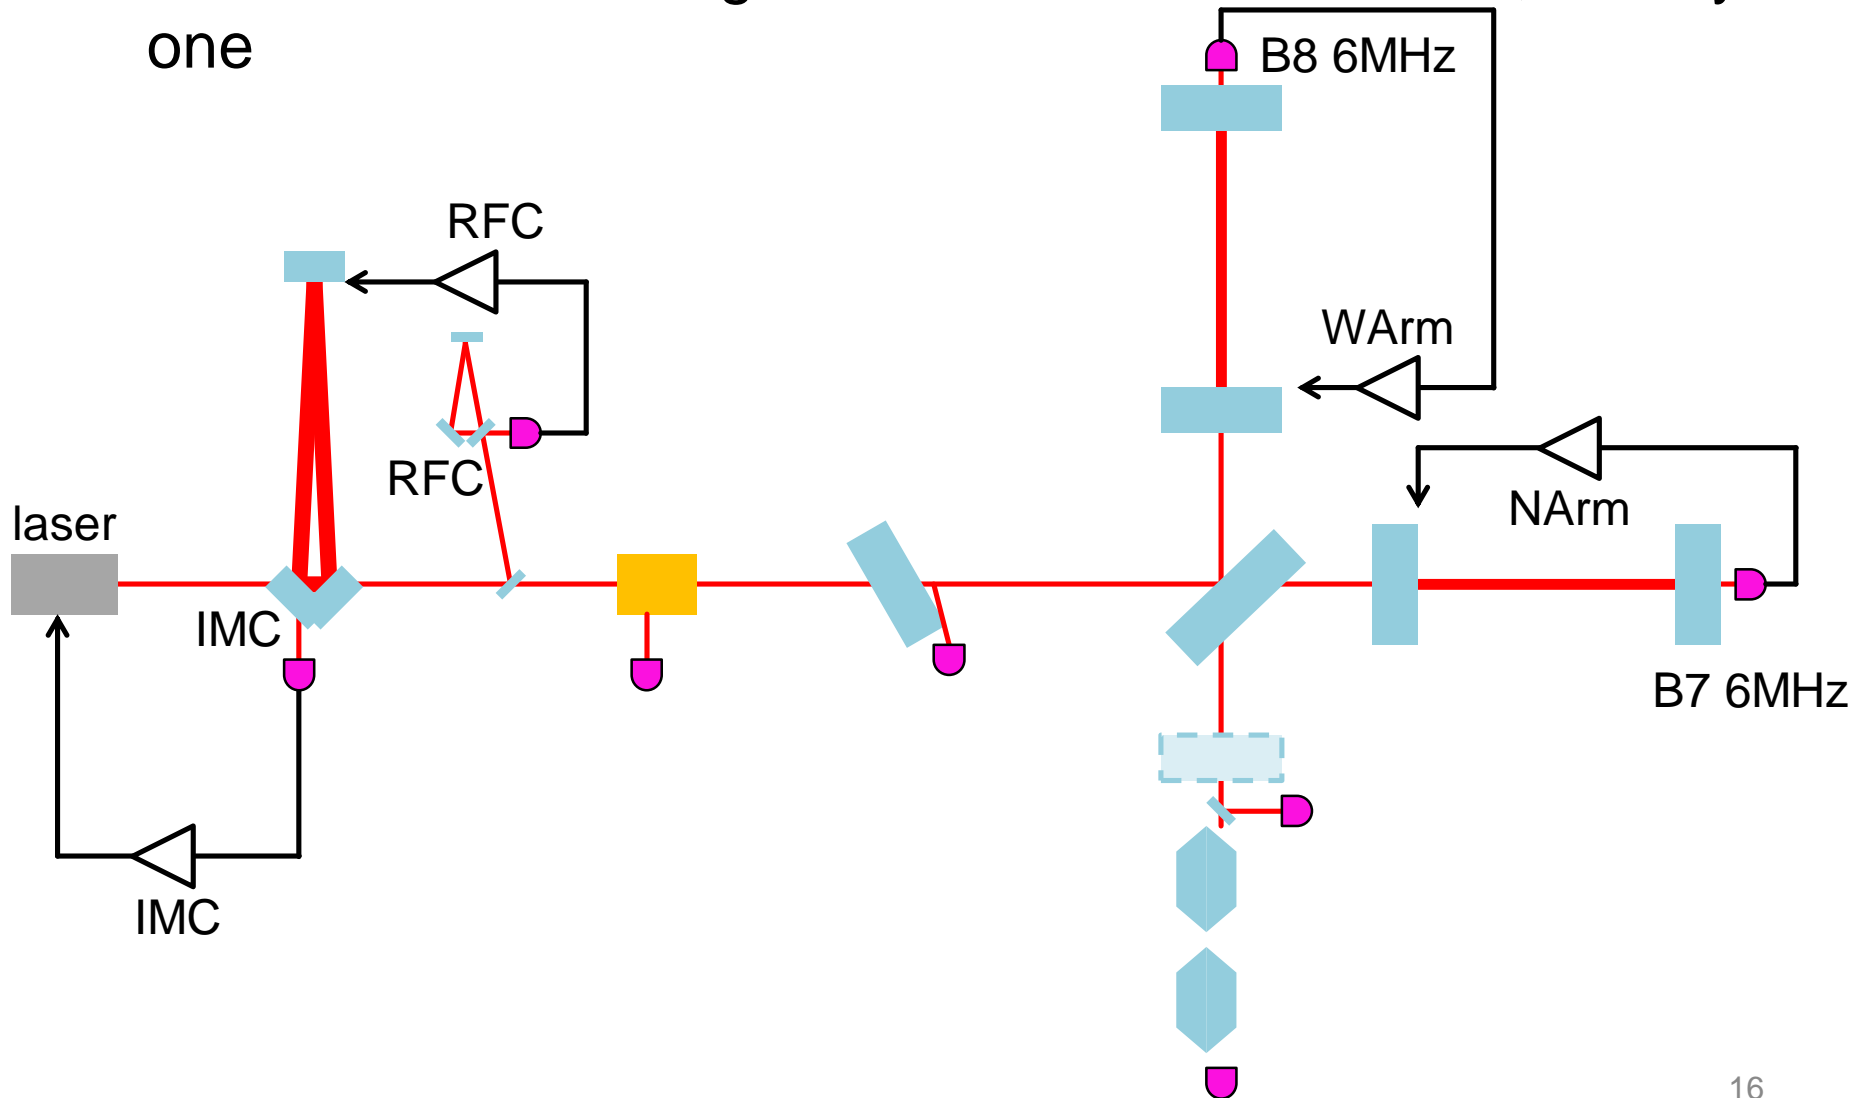 one
B8 6MHz
RFC
WArm
RFC
NArm
laser
IMC
B7 6MHz
IMC
16